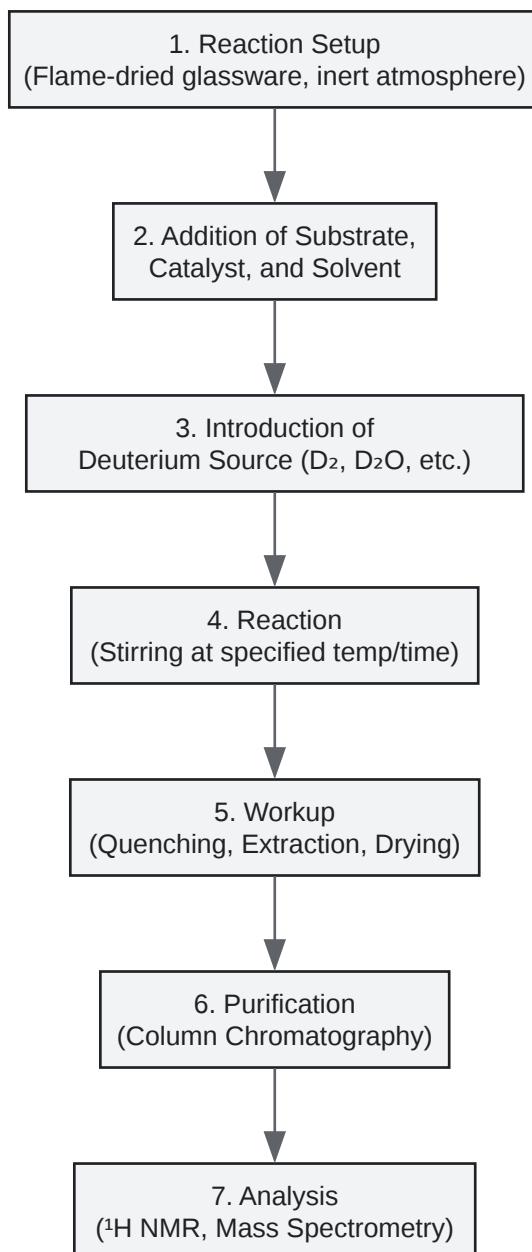 1. Reaction Setup
(Flame-dried glassware, inert atmosphere)
2. Addition of Substrate,
Catalyst, and Solvent
3. Introduction of
Deuterium Source (D₂, D₂O, etc.)
4. Reaction
(Stirring at specified temp/time)
5. Workup
(Quenching, Extraction, Drying)
6. Purification
(Column Chromatography)
7. Analysis
(¹H NMR, Mass Spectrometry)